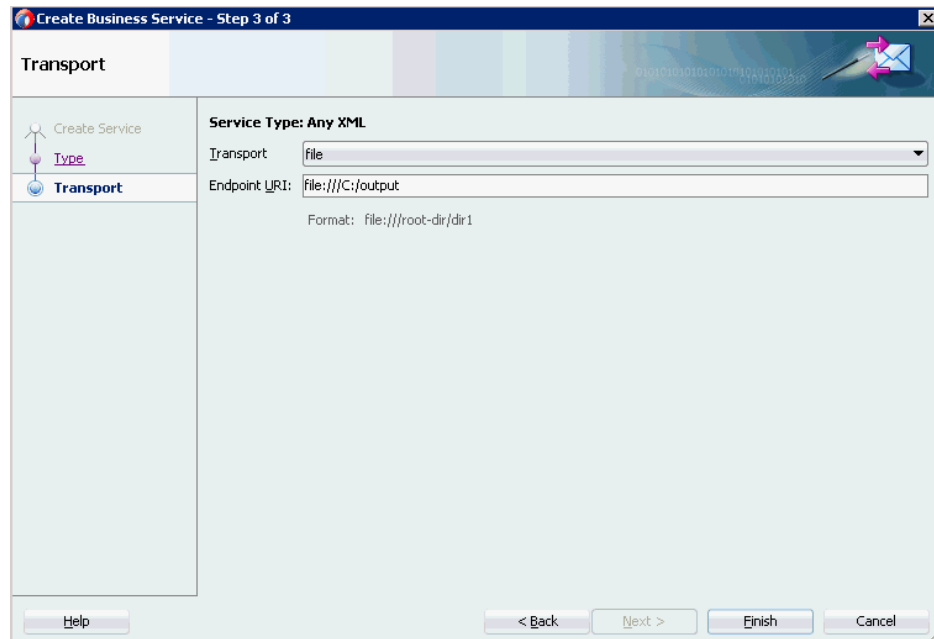 Create Business Service - Step 3 of 3
Transport
Create Service
Type
Transport
Service Type: Any XML
Transport file
Endpoint URI: file:///C:/output
Format: file:///root-dir/dir1
Help
< Back
Next >
Finish
Cancel